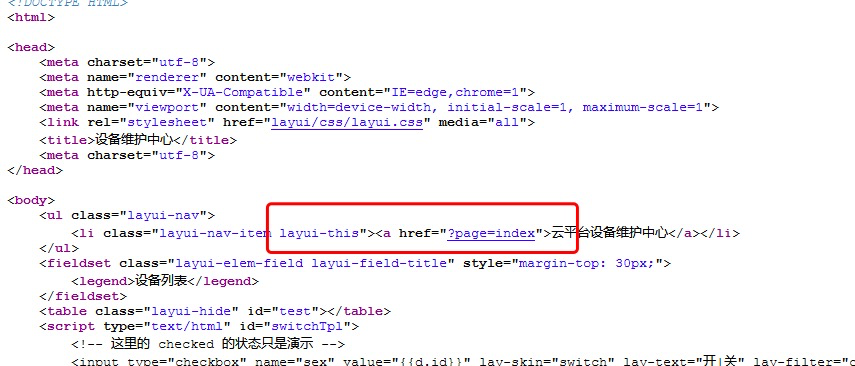 <!DOCTYPE HTML>
<html>
<head>
<meta charset="utf-8">
<meta name="renderer" content="webkit">
<meta http-equiv="X-UA-Compatible" content="IE=edge,chrome=1">
<meta name="viewport" content="width=device-width, initial-scale=1, maximum-scale=1">
<link rel="stylesheet" href="layui/css/layui.css" media="all">
<title>设备维护中心</title>
<meta charset="utf-8">
</head>
<body>
<ul class="layui-nav">
<li class="layui-nav-item layui-this"><a href="?page=index">云平台设备维护中心</a></li>
</ul>
<fieldset class="layui-elem-field layui-field-title" style="margin-top: 30px;">
<legend>设备列表</legend>
</fieldset>
<table class="layui-hide" id="test"></table>
<script type="text/html" id="switchTpl">
<!-- 这里的 checked 的状态只是演示 -->
<input type="checkbox" name="sex" value="{{d.id}}" lay-skin="switch" lay-text="开|关" lay-filter="